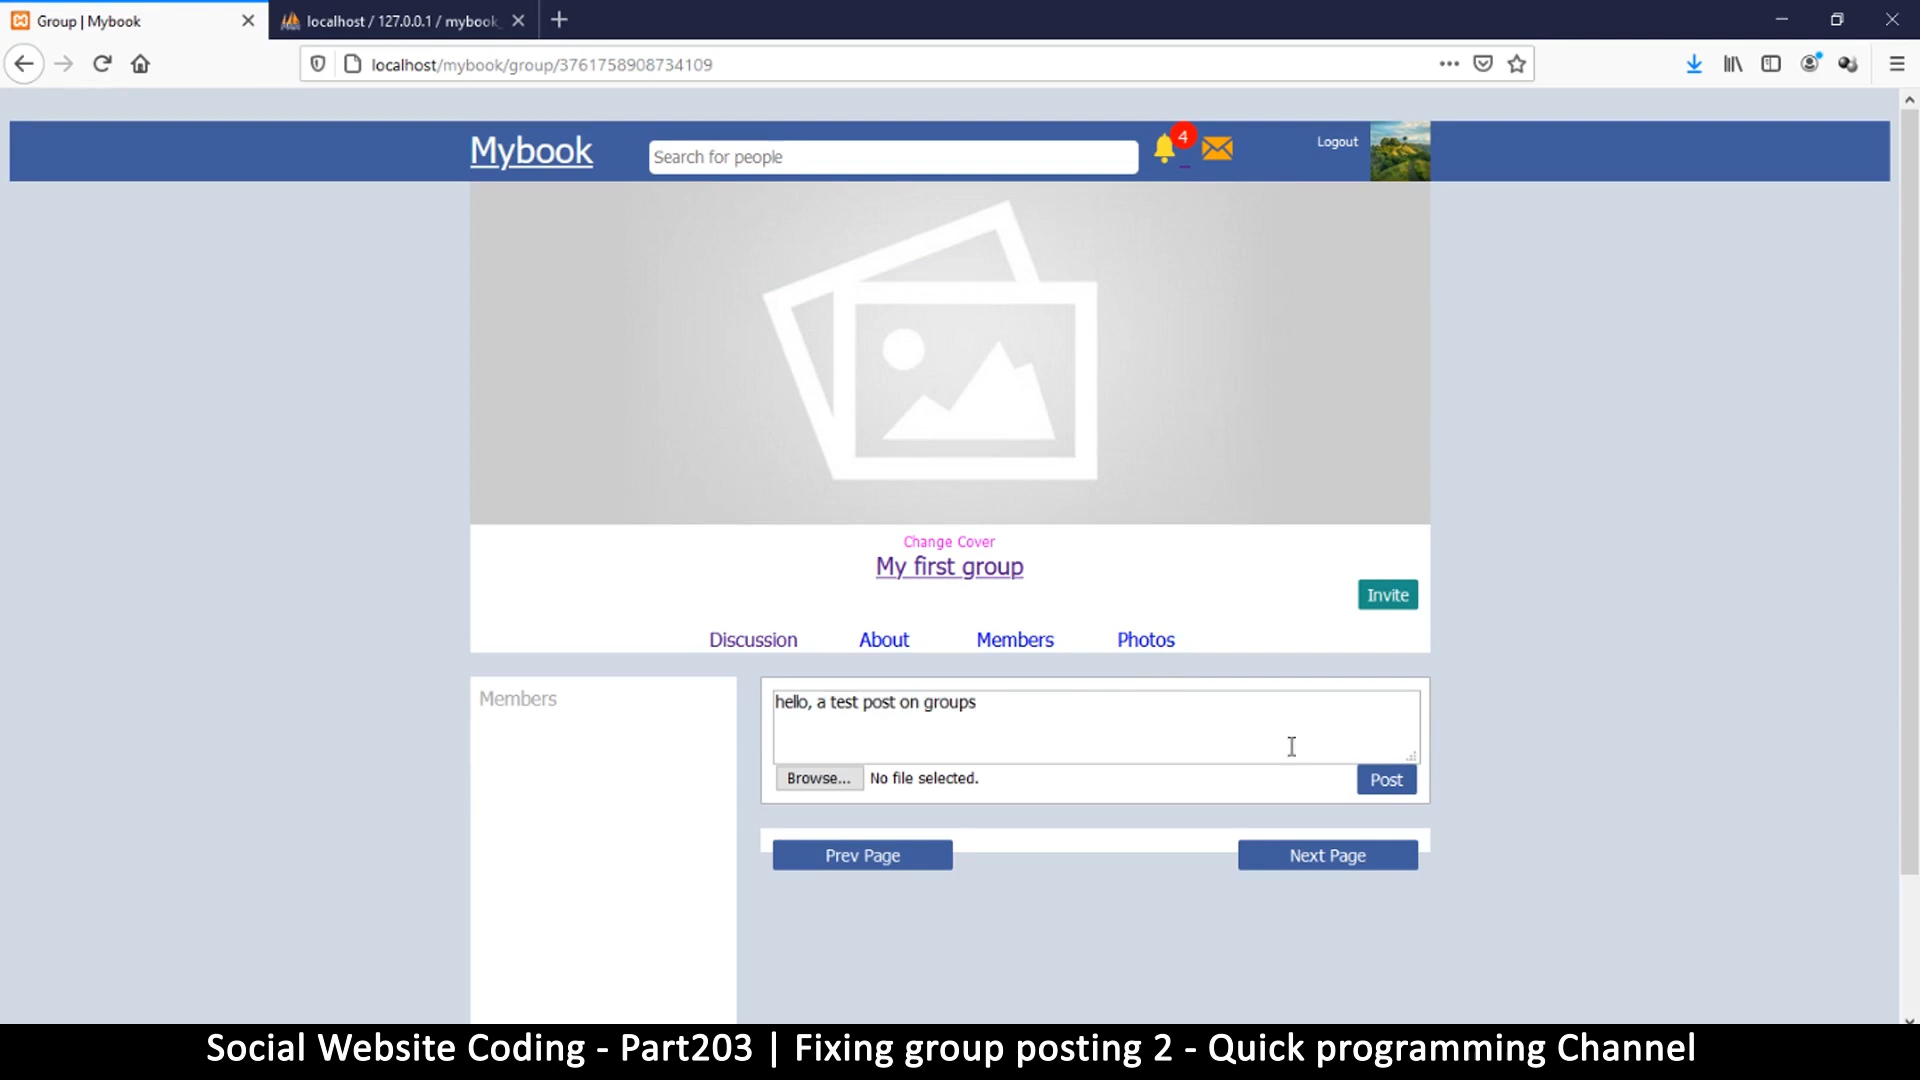 Group | Mybook
localhost / 127.0.0.1 / mybook
localhost/mybook/group/3761758908734109
Mybook
Search for people
4
Logout
Change Cover
My first group
Invite
Discussion About Members Photos
Members
hello, a test post on groups
Browse... No file selected.
Post
Prev Page
Next Page
Social Website Coding - Part203 | Fixing group posting 2 - Quick programming Channel